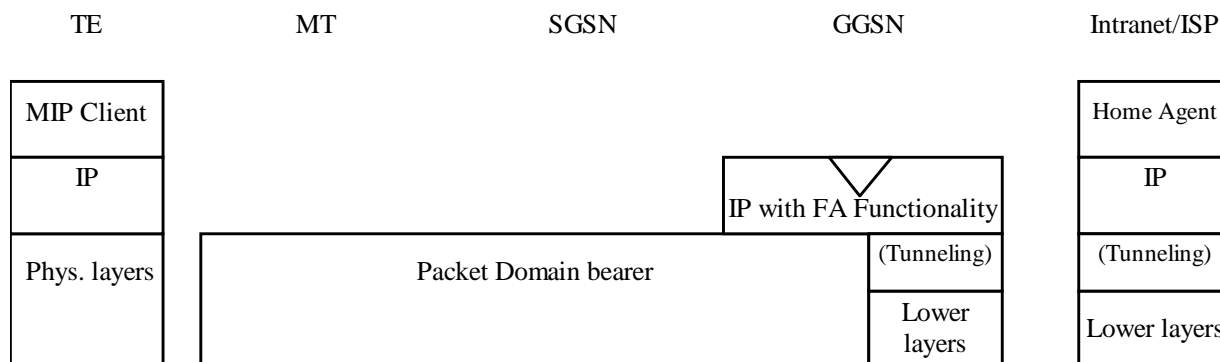 TE MT SGSN GGSN Intranet/ISP
MIP Client Home Agent
IP IP
IP with FA Functionality
Phys. layers Packet Domain bearer (Tunneling) (Tunneling)
Lower
layers Lower layers